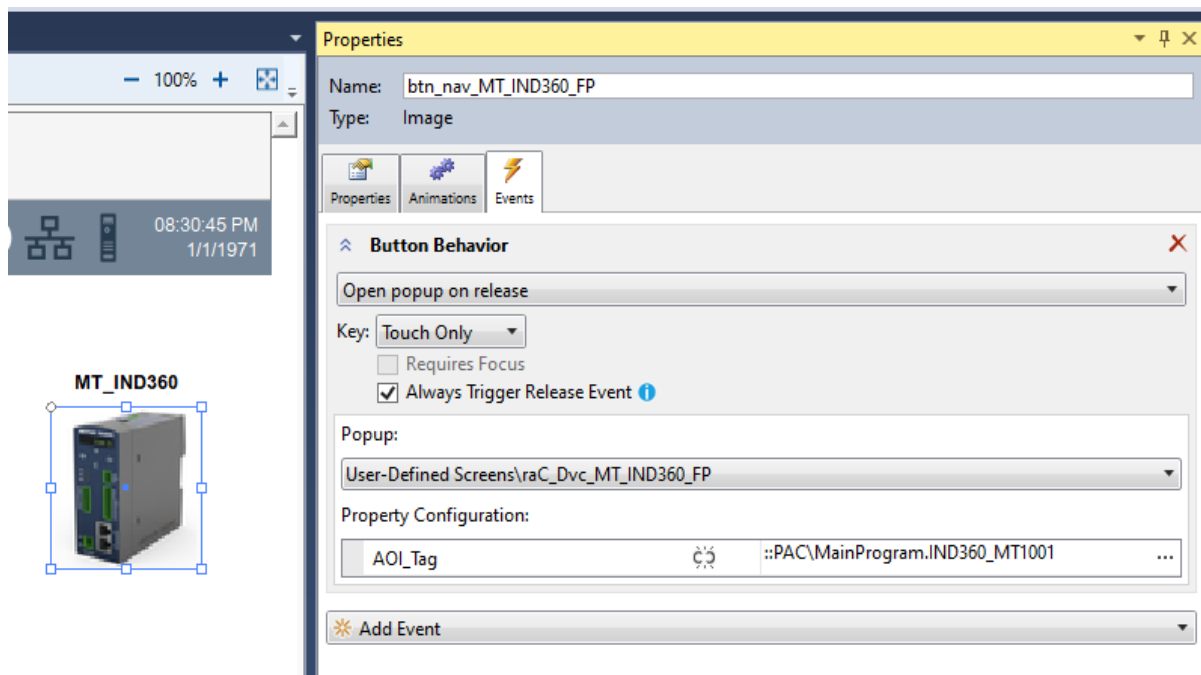 Properties
100%
Name: btn_nav_MT_IND360_FP
Type: Image
Properties
Animations
Events
08:30:45 PM
1/1/1971
Button Behavior
Open popup on release
Key: Touch Only
Requires Focus
Always Trigger Release Event
MT_IND360
Popup:
User-Defined Screens\raC_Dvc_MT_IND360_FP
Property Configuration:
AOI_Tag ::PAC\MainProgram.IND360_MT1001 ...
Add Event